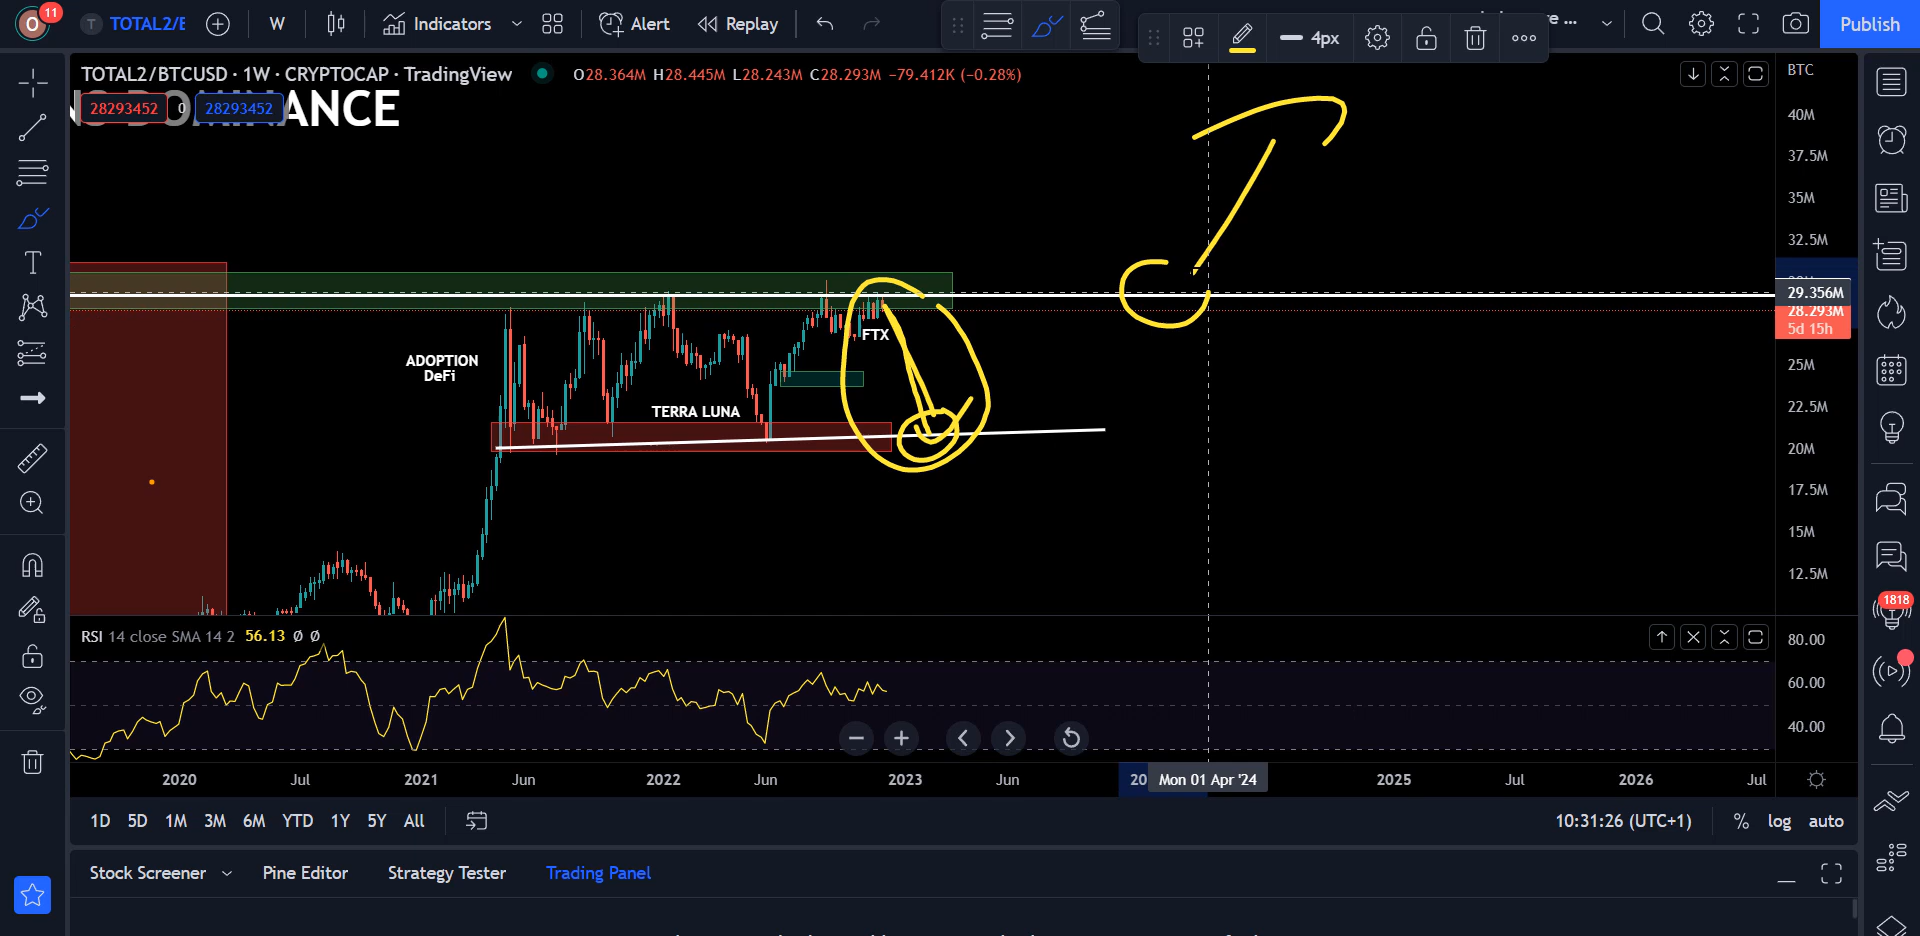 O 11 T TOTAL2/B W Indicators Alert Replay 4px Publish
TOTAL2/BTCUSD · 1W · CRYPTOCAP · TradingView O28.364M H28.445M L28.243M C28.293M −79.412K (−0.28%)
BTC
28293452 0 28293452
DOMINANCE
40M
37.5M
35M
32.5M
29.356M
28.293M
5d 15h
FTX
ADOPTION
DeFi
25M
TERRA LUNA
22.5M
20M
17.5M
15M
12.5M
RSI 14 close SMA 14 2 56.13 Ø Ø
80.00
60.00
40.00
1818
2020 Jul 2021 Jun 2022 Jun 2023 Jun 20 Mon 01 Apr '24 2025 Jul 2026 Jul
1D 5D 1M 3M 6M YTD 1Y 5Y All 10:31:26 (UTC+1) % log auto
Stock Screener Pine Editor Strategy Tester Trading Panel